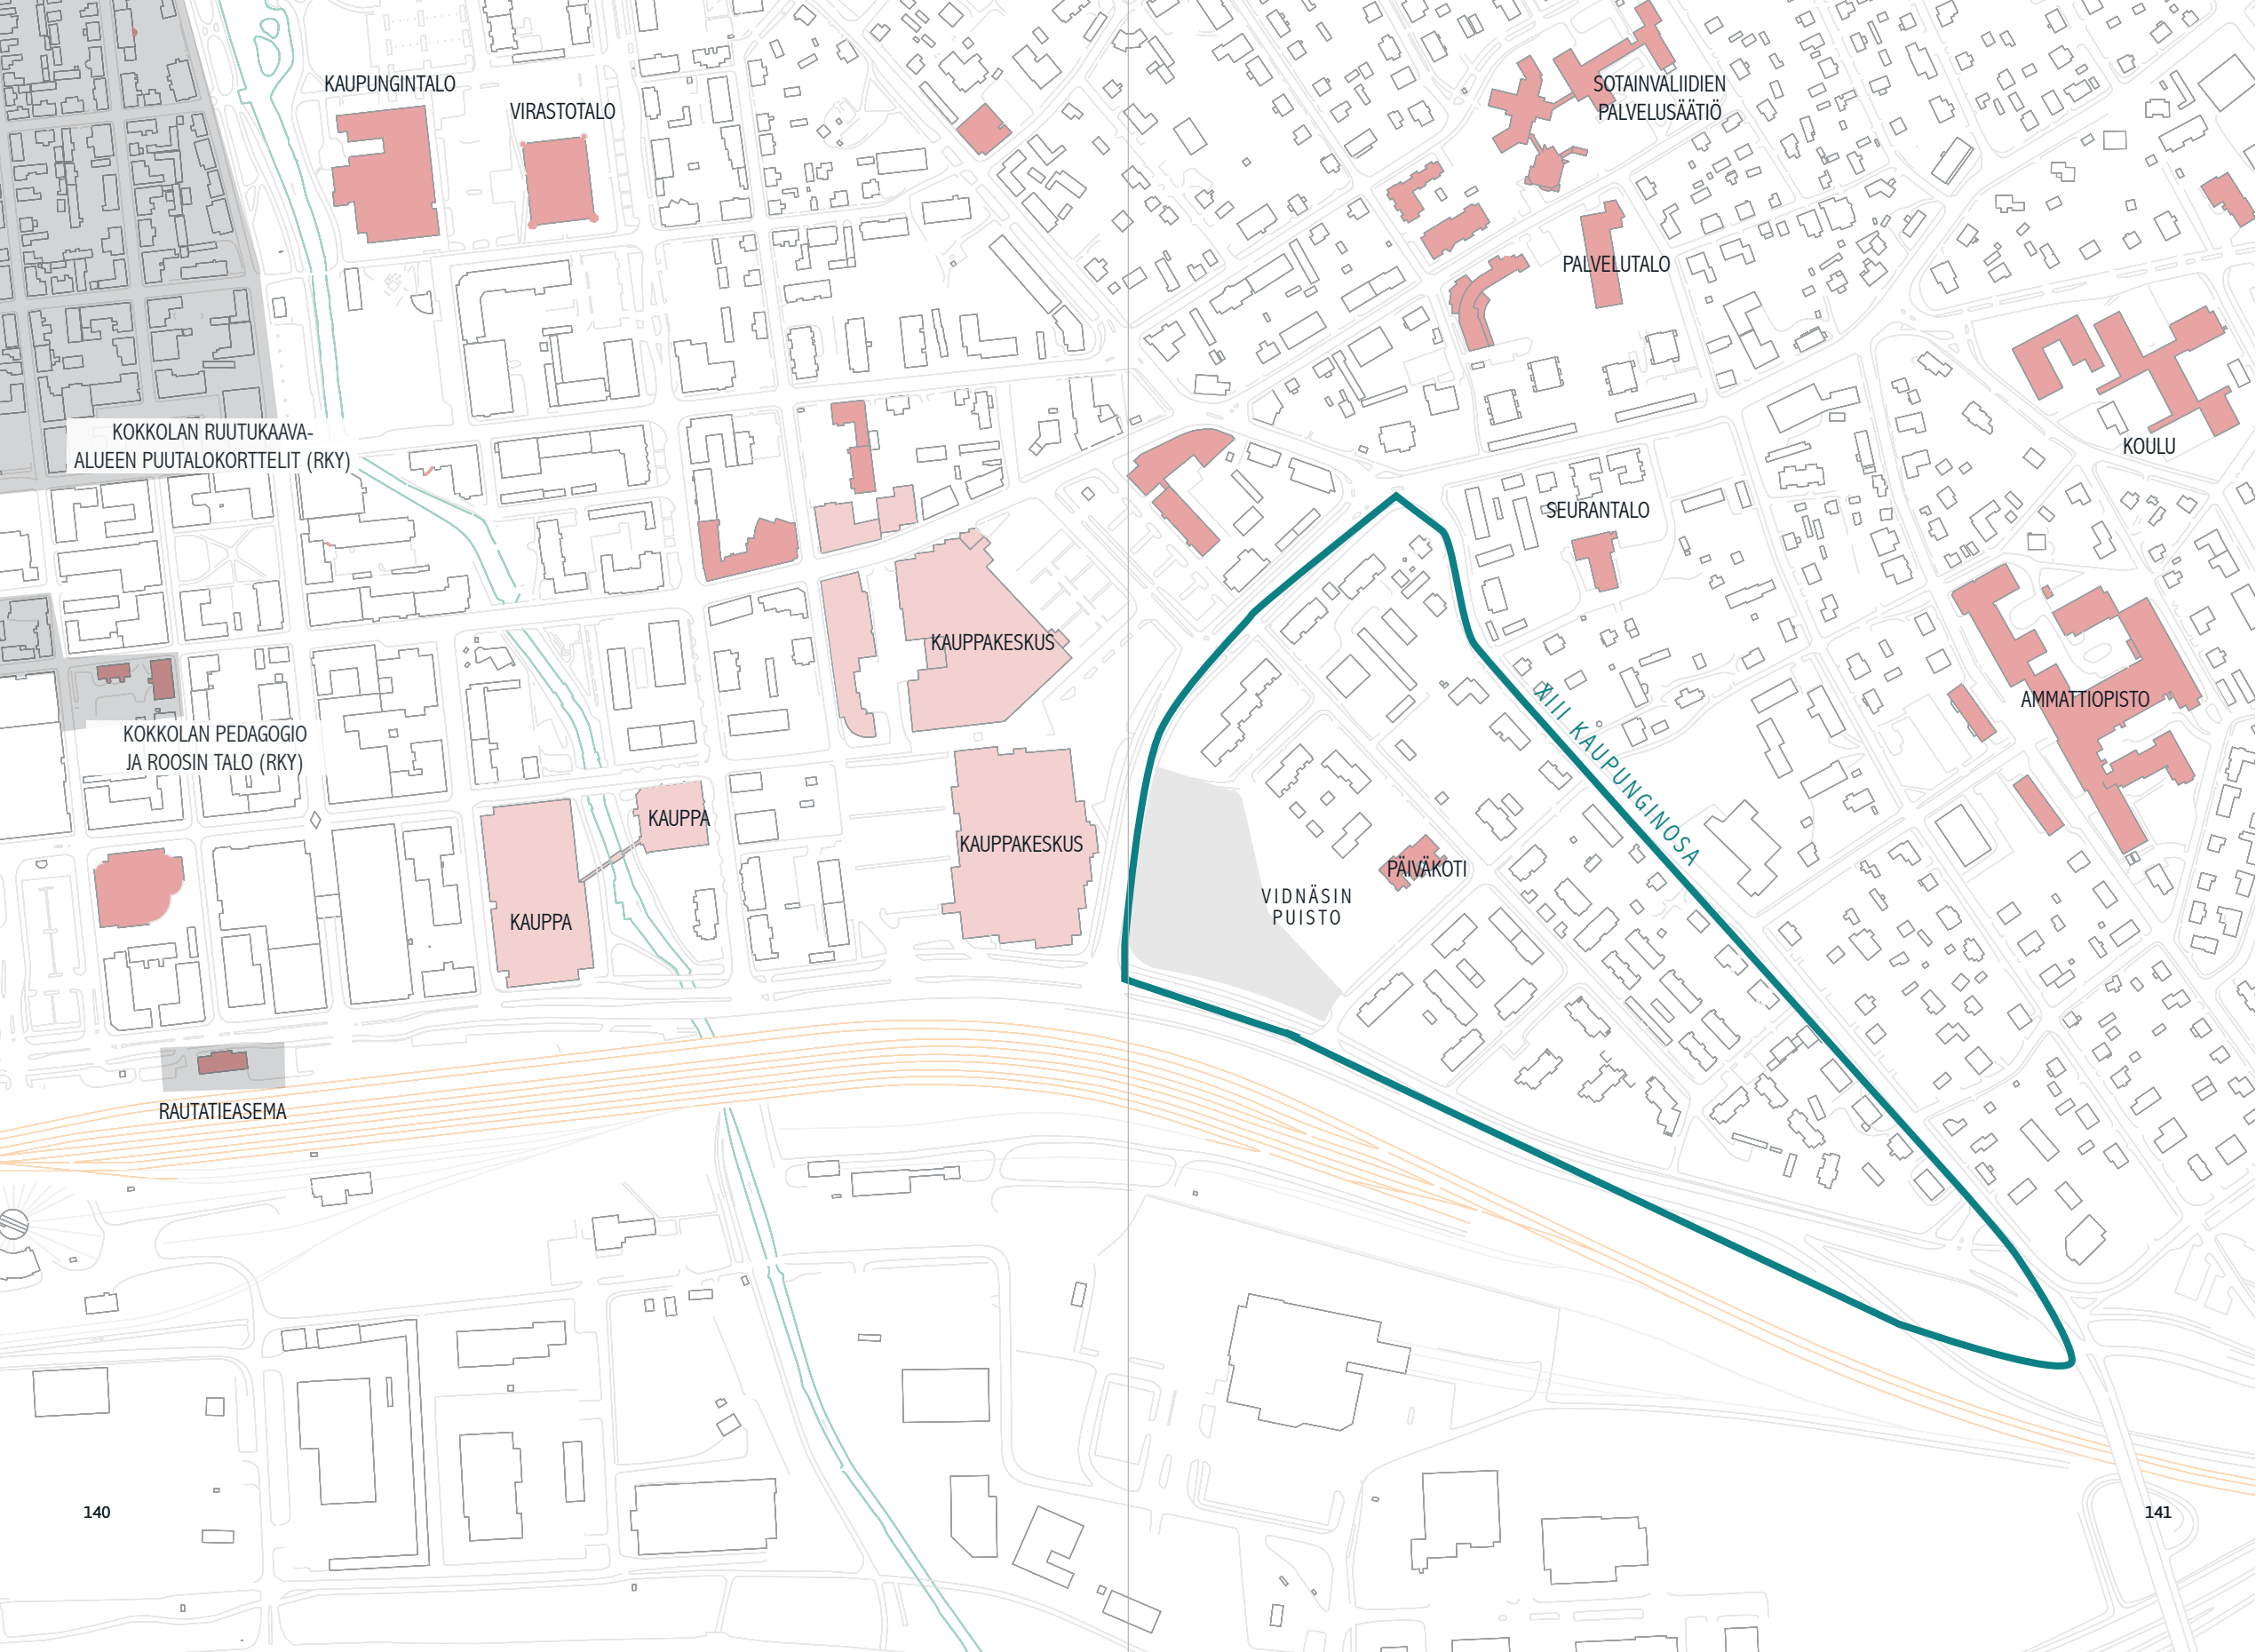 KAUPUNGINTALO
VIRASTOTALO
SOTAINVALIIDIEN
PALVELUSÄÄTIÖ
PALVELUTALO
KOKKOLAN RUUTUKAAVA-
ALUEEN PUUTALOKORTTELIT (RKY)
KOULU
SEURANTALO
KAUPPAKESKUS
AMMATTIOPISTO
XIII KAUPUNGINOSA
KOKKOLAN PEDAGOGIO
JA ROOSIN TALO (RKY)
KAUPPA
KAUPPAKESKUS
PÄIVÄKOTI
VIDNÄSIN
PUISTO
KAUPPA
RAUTATIEASEMA
140
141